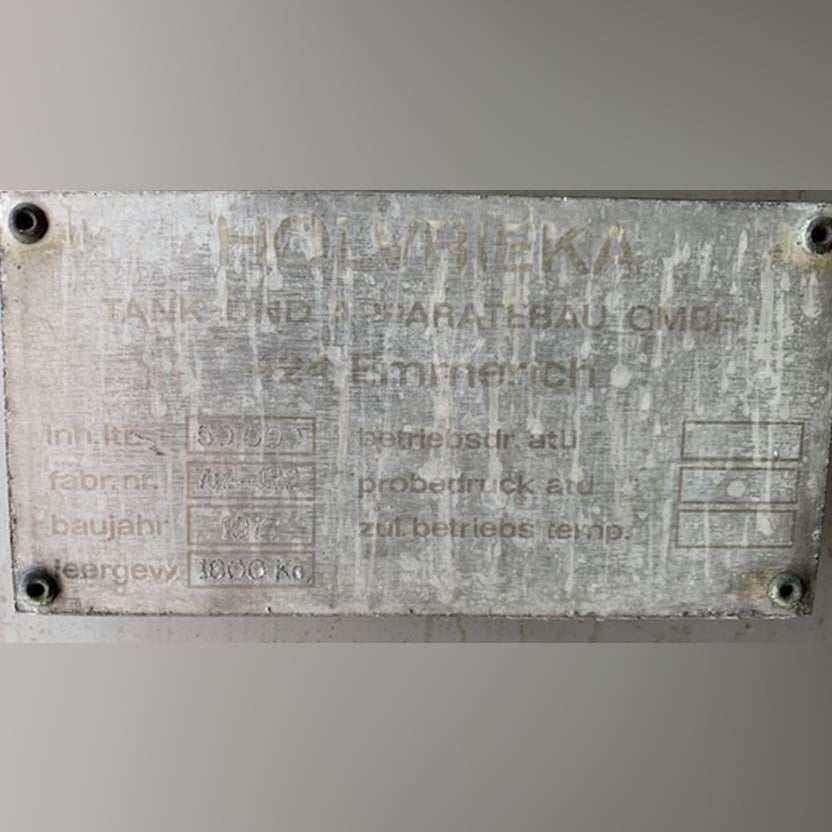 HOLVRIEKA
TANK UND APPARATEBAU GMBH
424 Emmerich
inh. ltr. betriebsdr. atü
fabr. nr. probedruck atü
baujahr zul. betriebs temp.
leergew. 1000 Kg